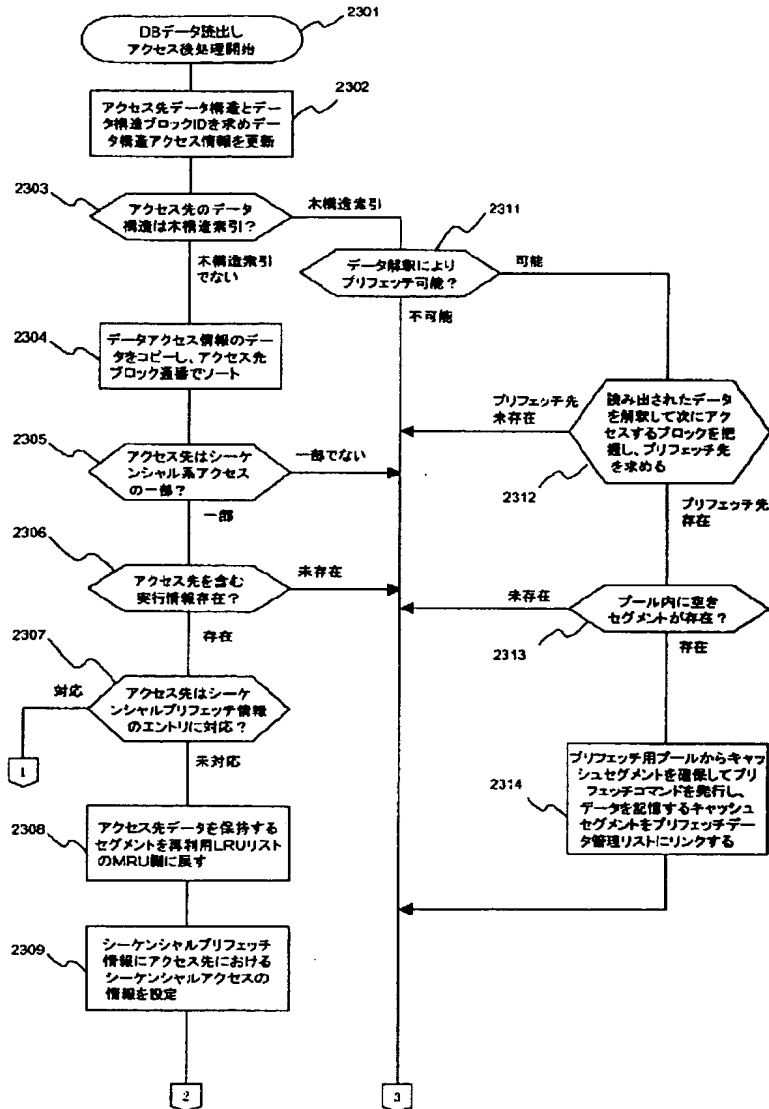 2301
DBデータ読出し
アクセス後処理開始
2302
アクセス先データ構造とデー
タ構造ブロックIDを求めデー
タ構造アクセス情報を更新
2303
アクセス先のデータ
構造は木構造索引?
木構造索引
木構造索引
でない
2311
データ解釈により
プリフェッチ可能?
可能
不可能
2304
データアクセス情報のデー
タをコピーし、アクセス先
ブロック通番でソート
プリフェッチ先
未存在
読み出されたデータ
を解釈して次にアク
セスするブロックを把
握し、プリフェッチ先
を求める
2312
プリフェッチ先
存在
2305
アクセス先はシーケ
ンシャル系アクセス
の一部?
一部でない
一部
2306
アクセス先を含む
実行情報存在?
未存在
存在
未存在
プール内に空き
セグメントが存在?
2313
存在
2307
対応
アクセス先はシーケ
ンシャルプリフェッチ情報
のエントリに対応?
1
未対応
2314
プリフェッチ用プールからキャッ
シュセグメントを確保してプリ
フェッチコマンドを発行し、
データを記憶するキャッシュ
セグメントをプリフェッチデータ
管理リストにリンクする
2308
アクセス先データを保持する
セグメントを再利用LRUリスト
のMRU側に戻す
2309
シーケンシャルプリフェッチ
情報にアクセス先における
シーケンシャルアクセスの
情報を設定
2
3